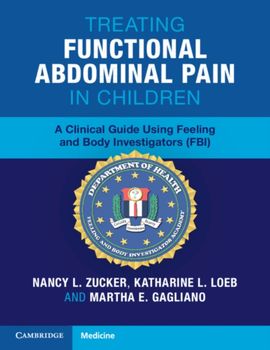 TREATING
FUNCTIONAL
ABDOMINAL PAIN
IN CHILDREN
A Clinical Guide Using Feeling
and Body Investigators (FBI)
DEPARTMENT OF HEALTH
FEELING AND BODY INVESTIGATOR ACADEMY
NANCY L. ZUCKER, KATHARINE L. LOEB
AND MARTHA E. GAGLIANO
CAMBRIDGE
Medicine